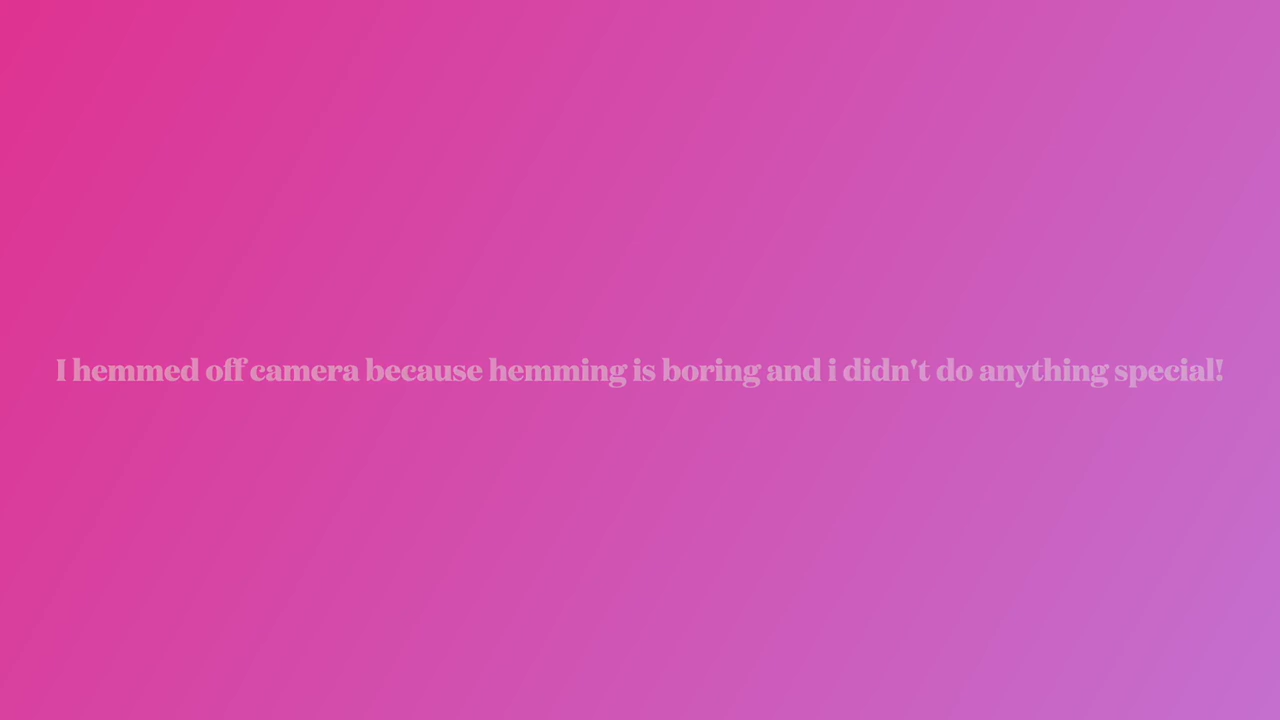 I hemmed off camera because hemming is boring and i didn't do anything special!